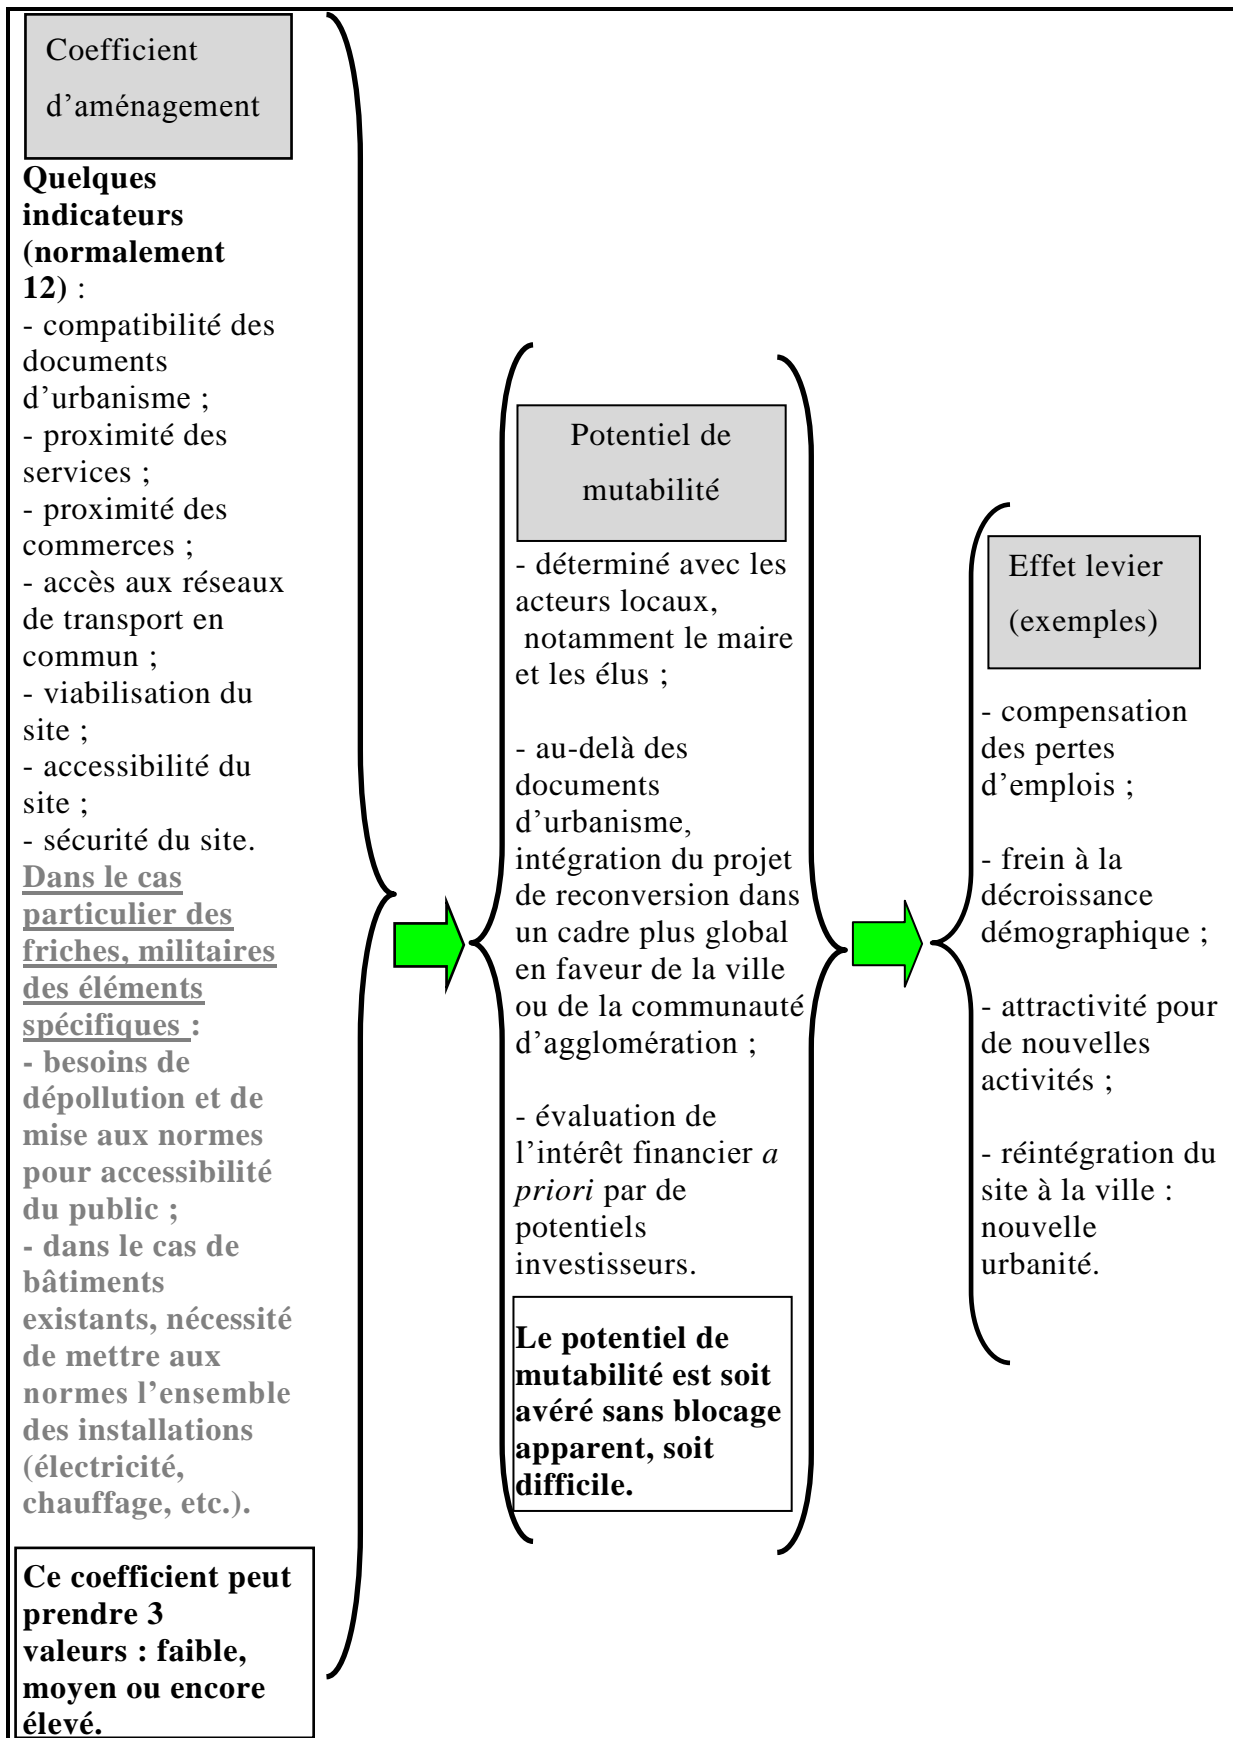 Coefficient
d’aménagement
Quelques
indicateurs
(normalement
12) :
- compatibilité des
documents
d’urbanisme ;
- proximité des
services ;
- proximité des
commerces ;
- accès aux réseaux
de transport en
commun ;
- viabilisation du
site ;
- accessibilité du
site ;
- sécurité du site.
Dans le cas
particulier des
friches, militaires
des éléments
spécifiques :
- besoins de
dépollution et de
mise aux normes
pour accessibilité
du public ;
- dans le cas de
bâtiments
existants, nécessité
de mettre aux
normes l’ensemble
des installations
(électricité,
chauffage, etc.).
Ce coefficient peut
prendre 3
valeurs : faible,
moyen ou encore
élevé.
Potentiel de
mutabilité
- déterminé avec les
acteurs locaux,
notamment le maire
et les élus ;
- au-delà des
documents
d’urbanisme,
intégration du projet
de reconversion dans
un cadre plus global
en faveur de la ville
ou de la communauté
d’agglomération ;
- évaluation de
l’intérêt financier a
priori par de
potentiels
investisseurs.
Le potentiel de
mutabilité est soit
avéré sans blocage
apparent, soit
difficile.
Effet levier
(exemples)
- compensation
des pertes
d’emplois ;
- frein à la
décroissance
démographique ;
- attractivité pour
de nouvelles
activités ;
- réintégration du
site à la ville :
nouvelle
urbanité.